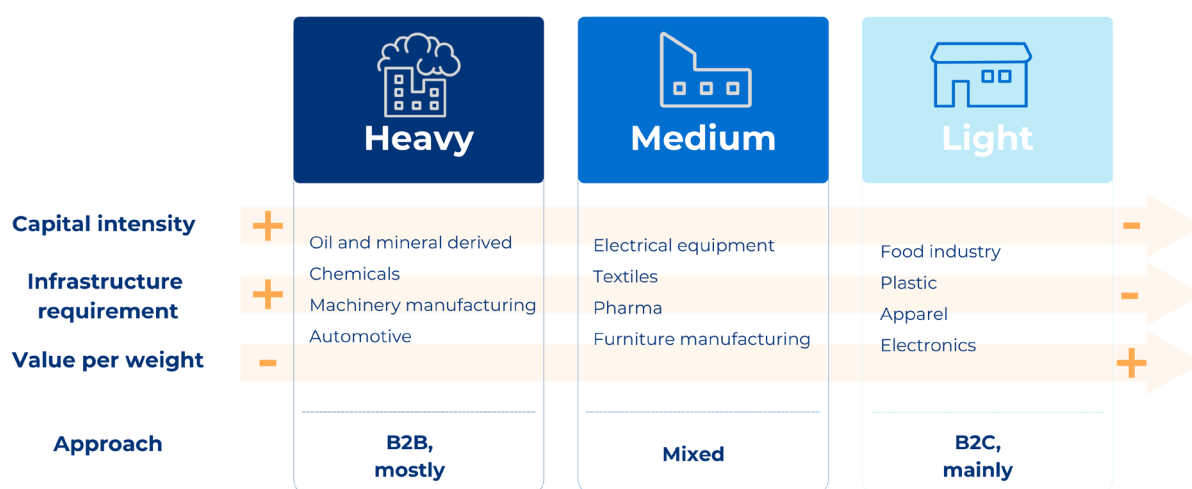 Heavy
Medium
Light
Capital intensity
+
-
Infrastructure
requirement
+
-
Value per weight
-
+
Oil and mineral derived
Chemicals
Machinery manufacturing
Automotive
Electrical equipment
Textiles
Pharma
Furniture manufacturing
Food industry
Plastic
Apparel
Electronics
Approach
B2B,
mostly
Mixed
B2C,
mainly